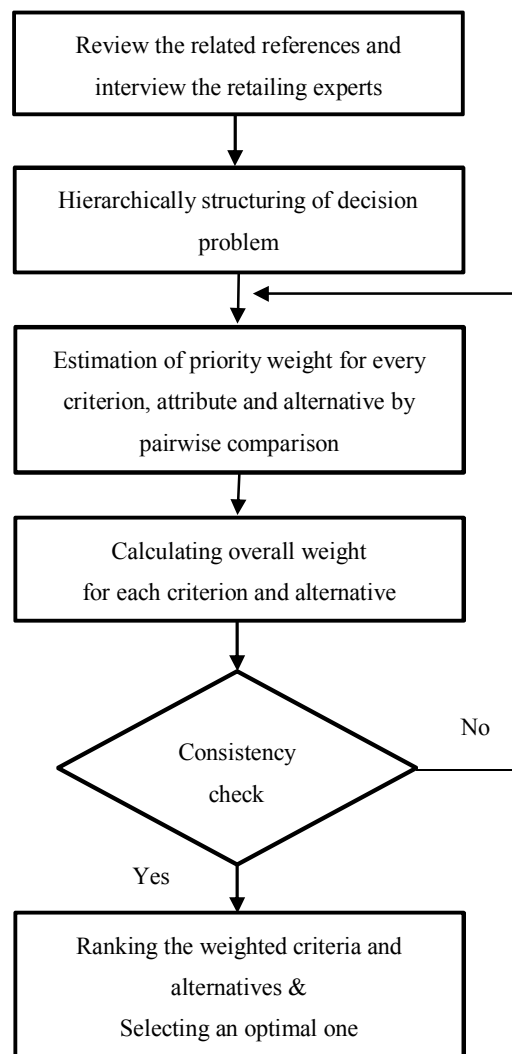 Review the related references and
interview the retailing experts
Hierarchically structuring of decision
problem
Estimation of priority weight for every
criterion, attribute and alternative by
pairwise comparison
Calculating overall weight
for each criterion and alternative
Consistency
check
No
Yes
Ranking the weighted criteria and
alternatives &
Selecting an optimal one